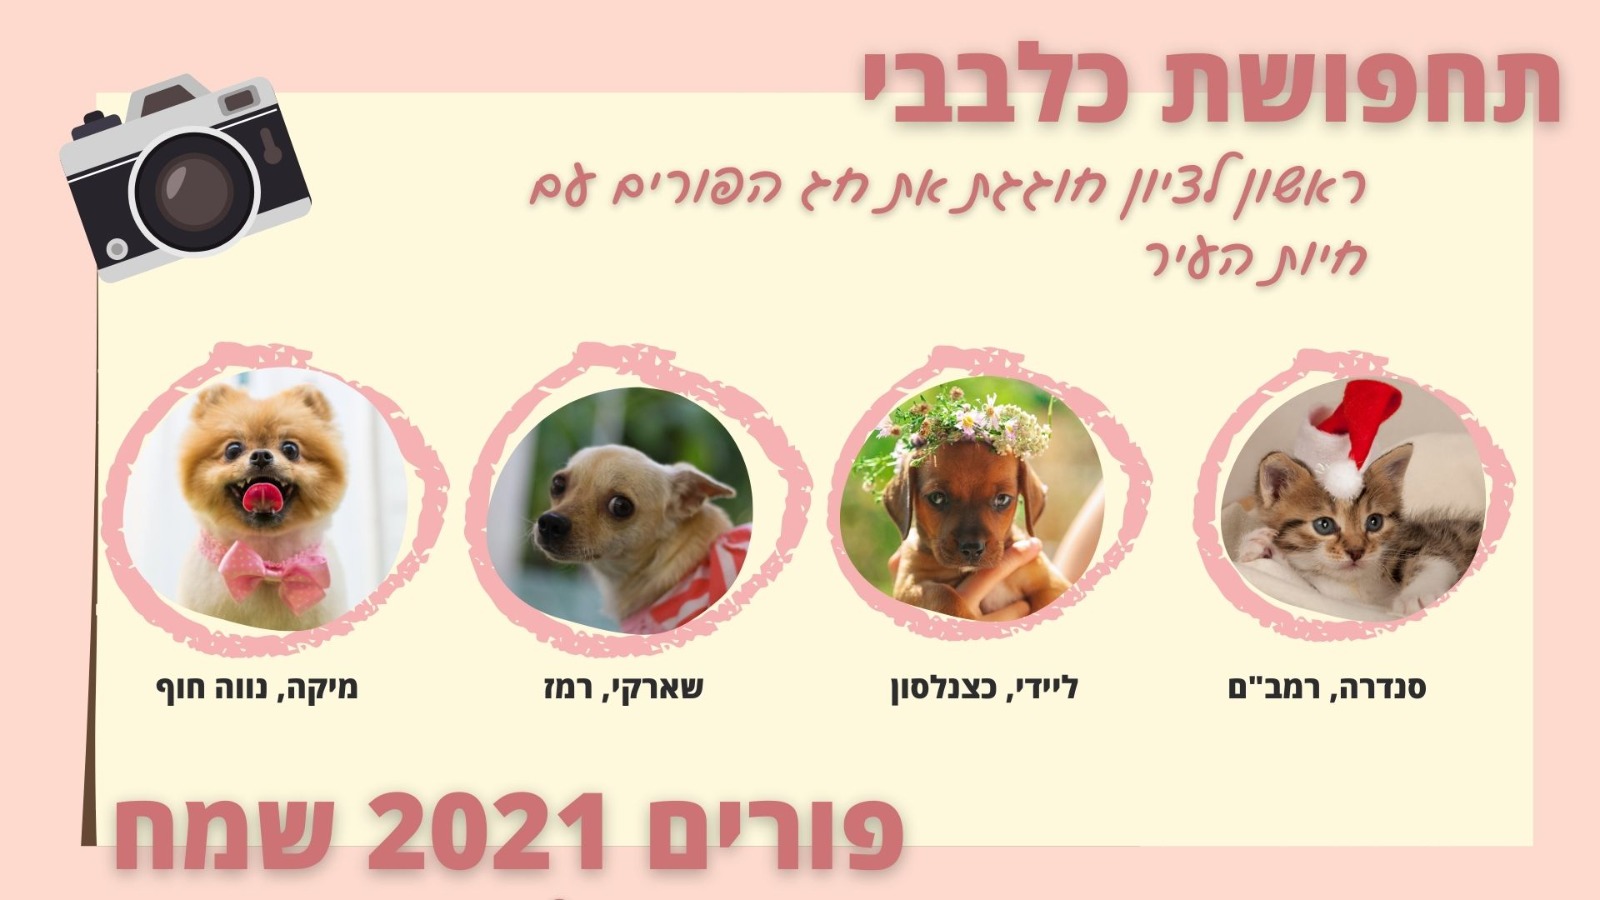 תחפושת כלבבי
ראשון לציון חוגגת את חג הפורים עם
חיות העיר
סנדרה, רמב"ם
ליידי, כצנלסון
שארקי, רמז
מיקה, נווה חוף
פורים 2021 שמח